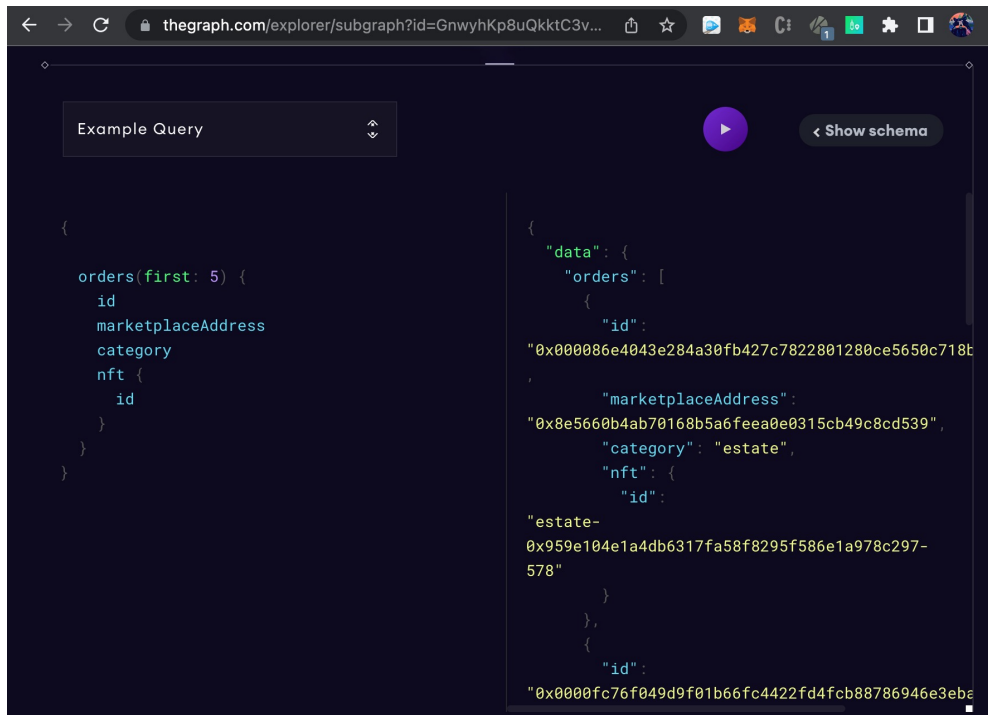 thegraph.com/explorer/subgraph?id=GnwyhKp8uQkktC3v...
1
Example Query
Show schema
{
orders(first: 5) {
id
marketplaceAddress
category
nft {
id
}
}
}
{
"data": {
"orders": [
{
"id":
"0x000086e4043e284a30fb427c7822801280ce5650c718b
,
"marketplaceAddress":
"0x8e5660b4ab70168b5a6feea0e0315cb49c8cd539",
"category": "estate",
"nft": {
"id":
"estate-
0x959e104e1a4db6317fa58f8295f586e1a978c297-
578"
}
},
{
"id":
"0x0000fc76f049d9f01b66fc4422fd4fcb88786946e3eba